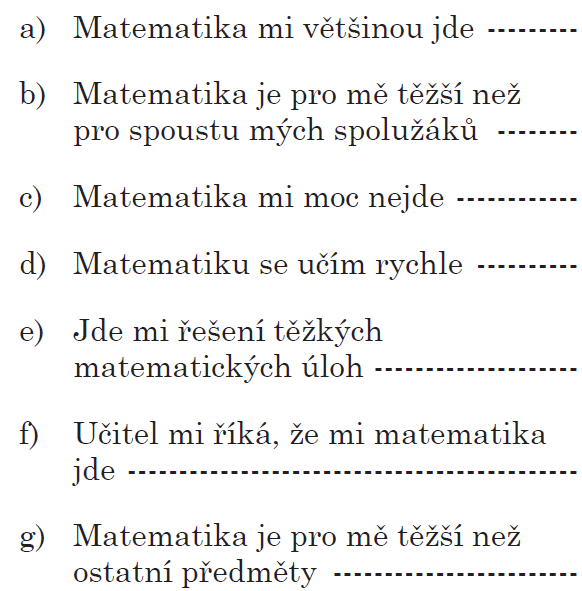 a) Matematika mi většinou jde ---------
b) Matematika je pro mě těžší než
pro spoustu mých spolužáků --------
c) Matematika mi moc nejde ------------
d) Matematiku se učím rychle ----------
e) Jde mi řešení těžkých
matematických úloh --------------------
f) Učitel mi říká, že mi matematika
jde --------------------------------------------
g) Matematika je pro mě těžší než
ostatní předměty ------------------------